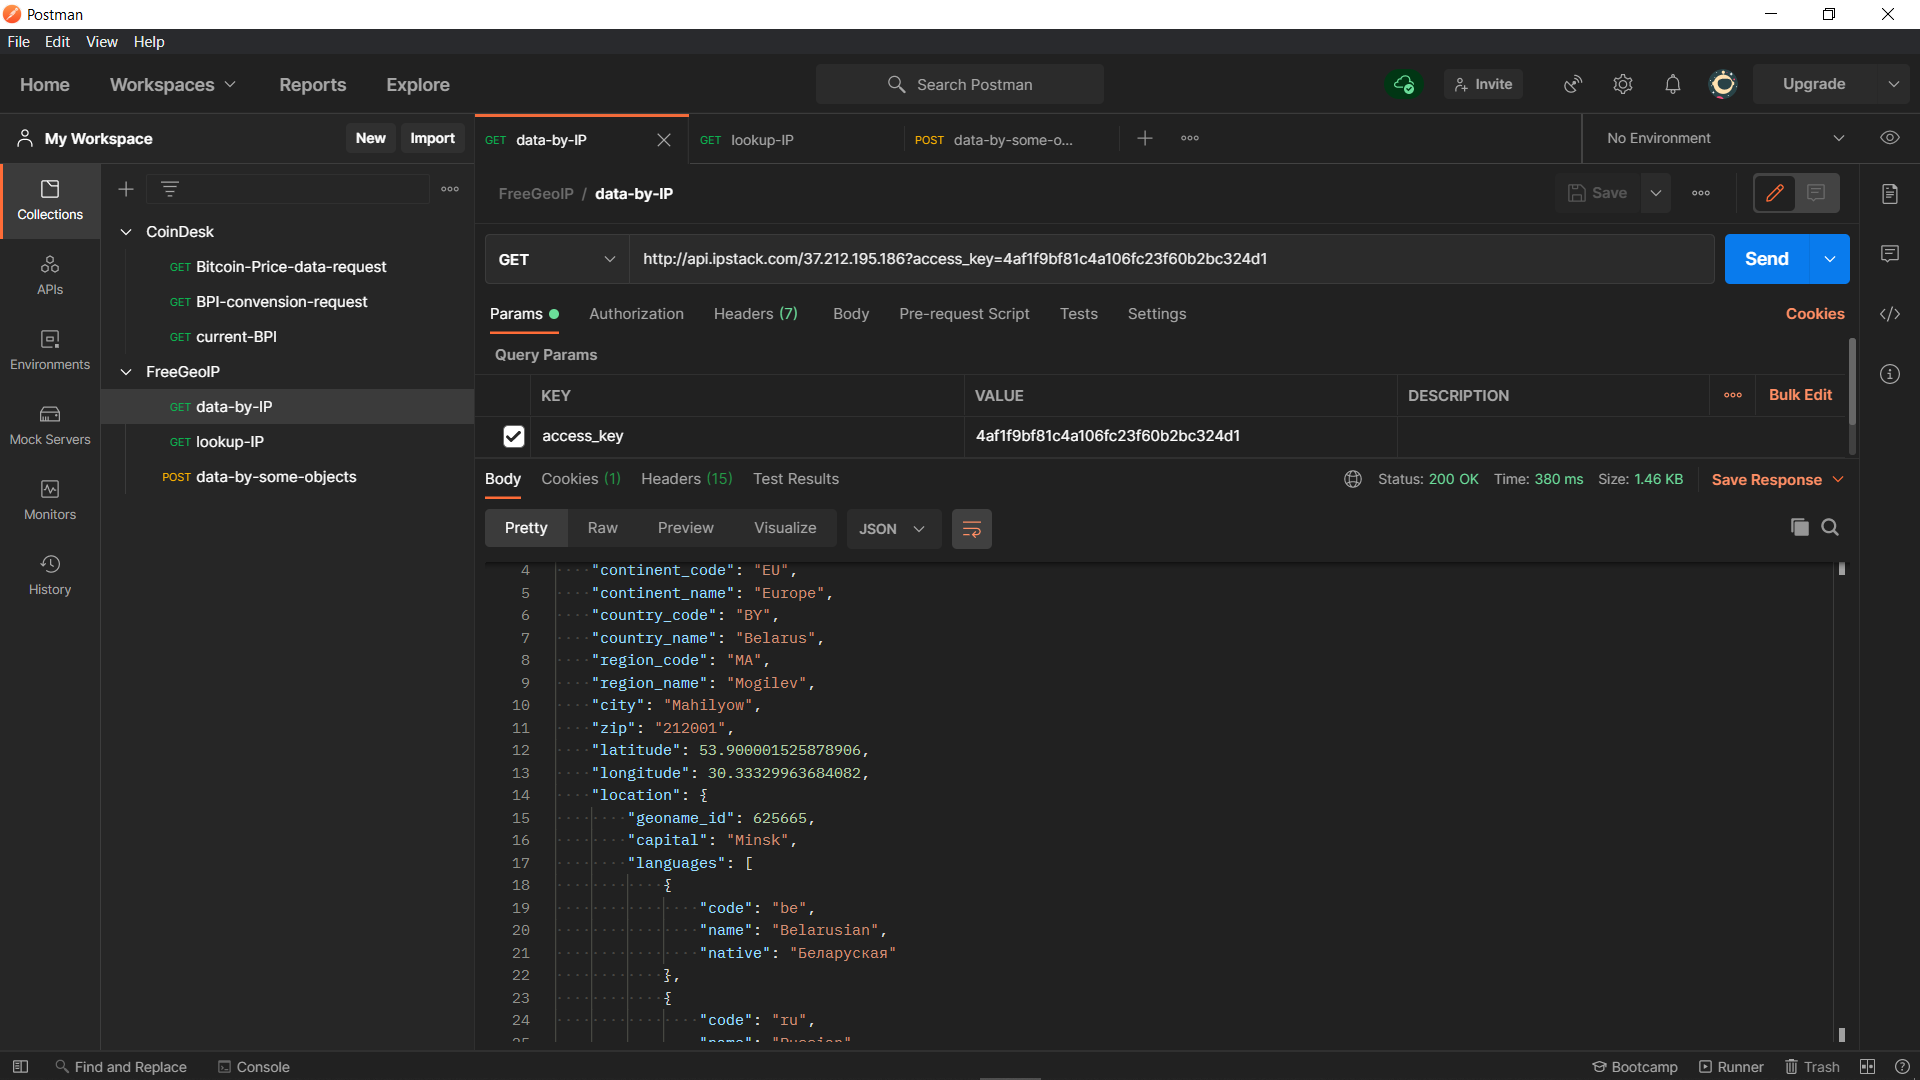 Postman
File Edit View Help
Home Workspaces Reports Explore Search Postman Invite Upgrade
My Workspace New Import
GET data-by-IP GET lookup-IP POST data-by-some-o... No Environment
Collections
APIs
Environments
Mock Servers
Monitors
History
CoinDesk
GET Bitcoin-Price-data-request
GET BPI-convension-request
GET current-BPI
FreeGeoIP
GET data-by-IP
GET lookup-IP
POST data-by-some-objects
FreeGeoIP / data-by-IP Save
GET http://api.ipstack.com/37.212.195.186?access_key=4af1f9bf81c4a106fc23f60b2bc324d1 Send
Params Authorization Headers (7) Body Pre-request Script Tests Settings Cookies
Query Params
KEY VALUE DESCRIPTION Bulk Edit
access_key 4af1f9bf81c4a106fc23f60b2bc324d1
Body Cookies (1) Headers (15) Test Results Status: 200 OK Time: 380 ms Size: 1.46 KB Save Response
Pretty Raw Preview Visualize JSON
4 "continent_code": "EU",
5 "continent_name": "Europe",
6 "country_code": "BY",
7 "country_name": "Belarus",
8 "region_code": "MA",
9 "region_name": "Mogilev",
10 "city": "Mahilyow",
11 "zip": "212001",
12 "latitude": 53.900001525878906,
13 "longitude": 30.33329963684082,
14 "location": {
15 "geoname_id": 625665,
16 "capital": "Minsk",
17 "languages": [
18 {
19 "code": "be",
20 "name": "Belarusian",
21 "native": "Беларуская"
22 },
23 {
24 "code": "ru",
25 "name": "Russian"
Find and Replace Console Bootcamp Runner Trash